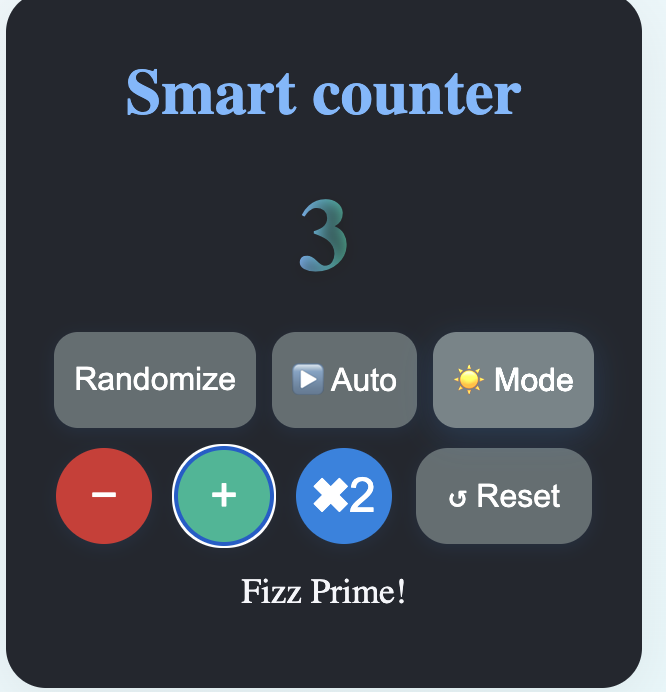 Smart counter
3
Randomize
▶️ Auto
☀️ Mode
−
+
✖2
↺ Reset
Fizz Prime!